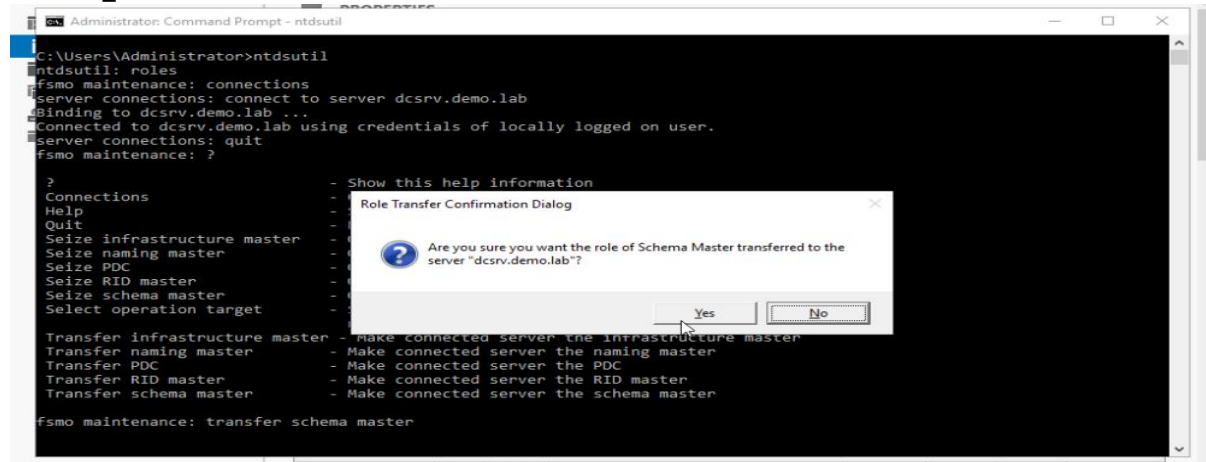 Administrator: Command Prompt - ntdsutil
C:\Users\Administrator>ntdsutil
ntdsutil: roles
fsmo maintenance: connections
server connections: connect to server dcsrv.demo.lab
Binding to dcsrv.demo.lab ...
Connected to dcsrv.demo.lab using credentials of locally logged on user.
server connections: quit
fsmo maintenance: ?
? - Show this help information
Connections -
Help -
Quit -
Seize infrastructure master -
Seize naming master -
Seize PDC -
Seize RID master -
Seize schema master -
Select operation target -
Role Transfer Confirmation Dialog
Are you sure you want the role of Schema Master transferred to the
server "dcsrv.demo.lab"?
Yes No
Transfer infrastructure master - Make connected server the infrastructure master
Transfer naming master - Make connected server the naming master
Transfer PDC - Make connected server the PDC
Transfer RID master - Make connected server the RID master
Transfer schema master - Make connected server the schema master
fsmo maintenance: transfer schema master